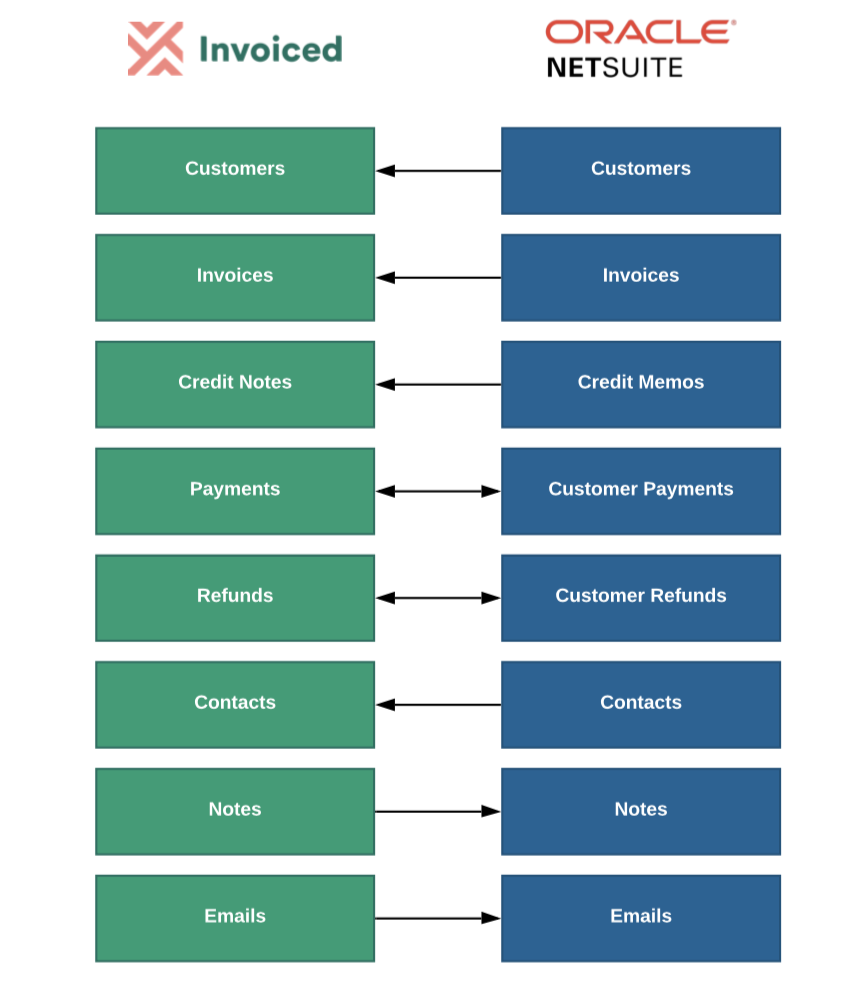 Invoiced
ORACLE®
NETSUITE
Customers
Customers
Invoices
Invoices
Credit Notes
Credit Memos
Payments
Customer Payments
Refunds
Customer Refunds
Contacts
Contacts
Notes
Notes
Emails
Emails